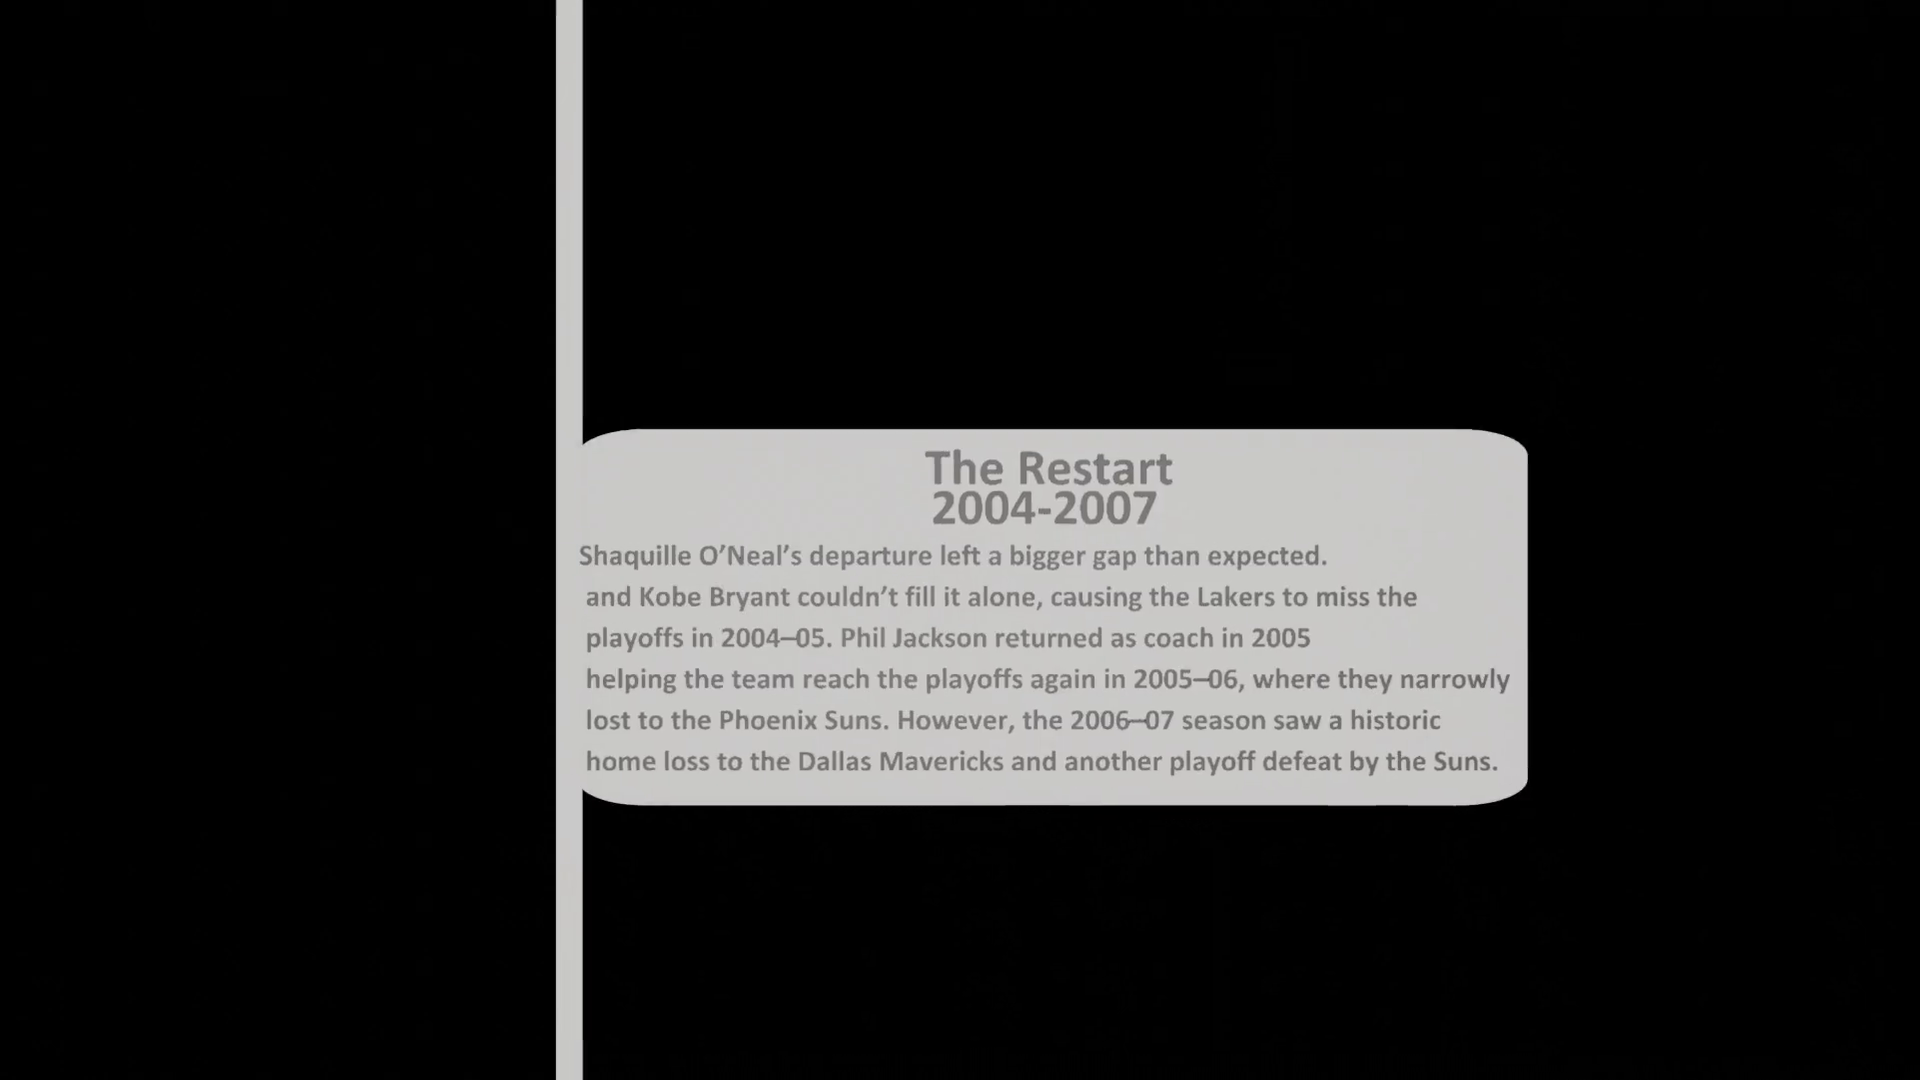 The Restart
2004-2007
Shaquille O’Neal’s departure left a bigger gap than expected.
and Kobe Bryant couldn’t fill it alone, causing the Lakers to miss the
playoffs in 2004–05. Phil Jackson returned as coach in 2005
helping the team reach the playoffs again in 2005–06, where they narrowly
lost to the Phoenix Suns. However, the 2006–07 season saw a historic
home loss to the Dallas Mavericks and another playoff defeat by the Suns.